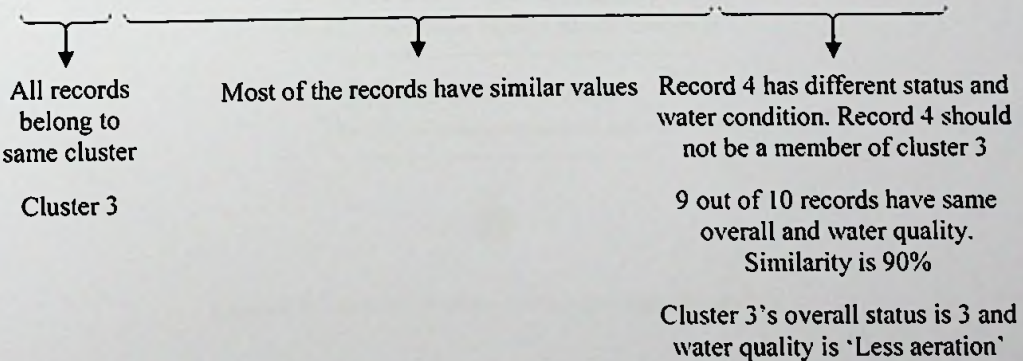 All records
belong to
same cluster
Cluster 3
Most of the records have similar values
Record 4 has different status and
water condition. Record 4 should
not be a member of cluster 3
9 out of 10 records have same
overall and water quality.
Similarity is 90%
Cluster 3's overall status is 3 and
water quality is 'Less aeration'